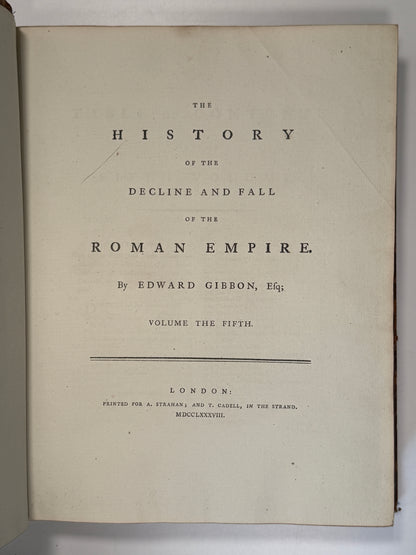 THE
HISTORY
OF THE
DECLINE AND FALL
OF THE
ROMAN EMPIRE.
By EDWARD GIBBON, Esq;
VOLUME THE FIFTH.
LONDON:
PRINTED FOR A. STRAHAN; AND T. CADELL, IN THE STRAND.
MDCCLXXXVIII.